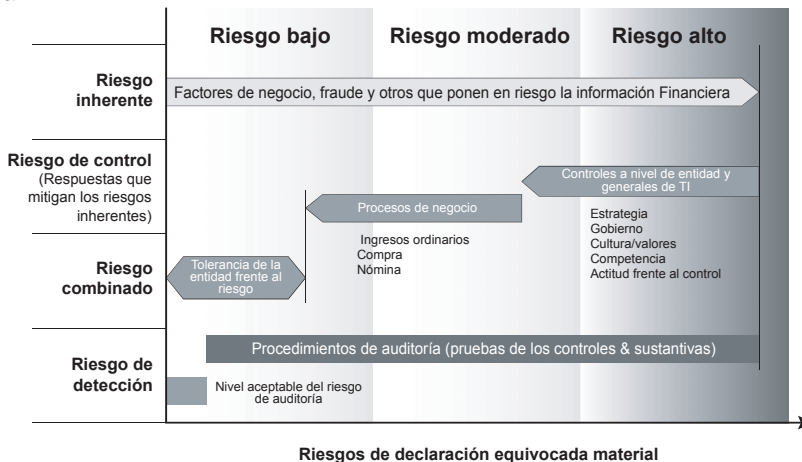 Riesgo bajo
Riesgo moderado
Riesgo alto
Riesgo
inherente
Factores de negocio, fraude y otros que ponen en riesgo la información Financiera
Riesgo de control
(Respuestas que
mitigan los riesgos
inherentes)
Controles a nivel de entidad y
generales de TI
Estrategia
Gobierno
Cultura/valores
Competencia
Actitud frente al control
Procesos de negocio
Ingresos ordinarios
Compra
Nómina
Riesgo
combinado
Tolerancia de la
entidad frente al
riesgo
Riesgo de
detección
Procedimientos de auditoría (pruebas de los controles & sustantivas)
Nivel aceptable del riesgo
de auditoría
Riesgos de declaración equivocada material